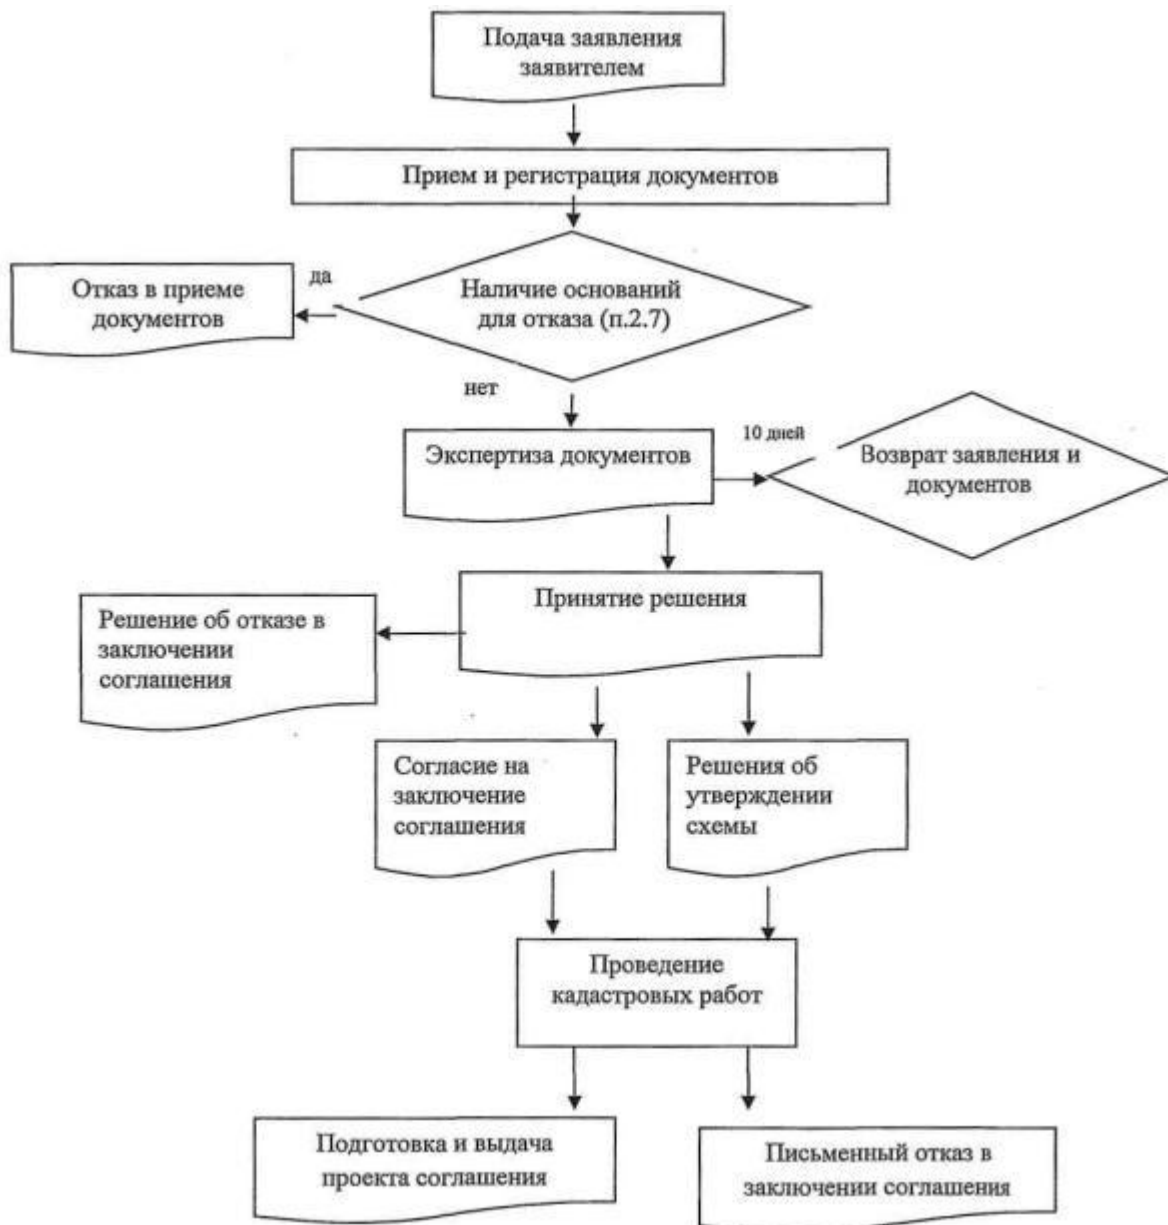 Подача заявления
заявителем
Прием и регистрация документов
да
Отказ в приеме
документов
Наличие оснований
для отказа (п.2.7)
нет
Экспертиза документов
10 дней
Возврат заявления и
документов
Принятие решения
Решение об отказе в
заключении
соглашения
Согласие на
заключение
соглашения
Решения об
утверждении
схемы
Проведение
кадастровых работ
Подготовка и выдача
проекта соглашения
Письменный отказ в
заключении соглашения